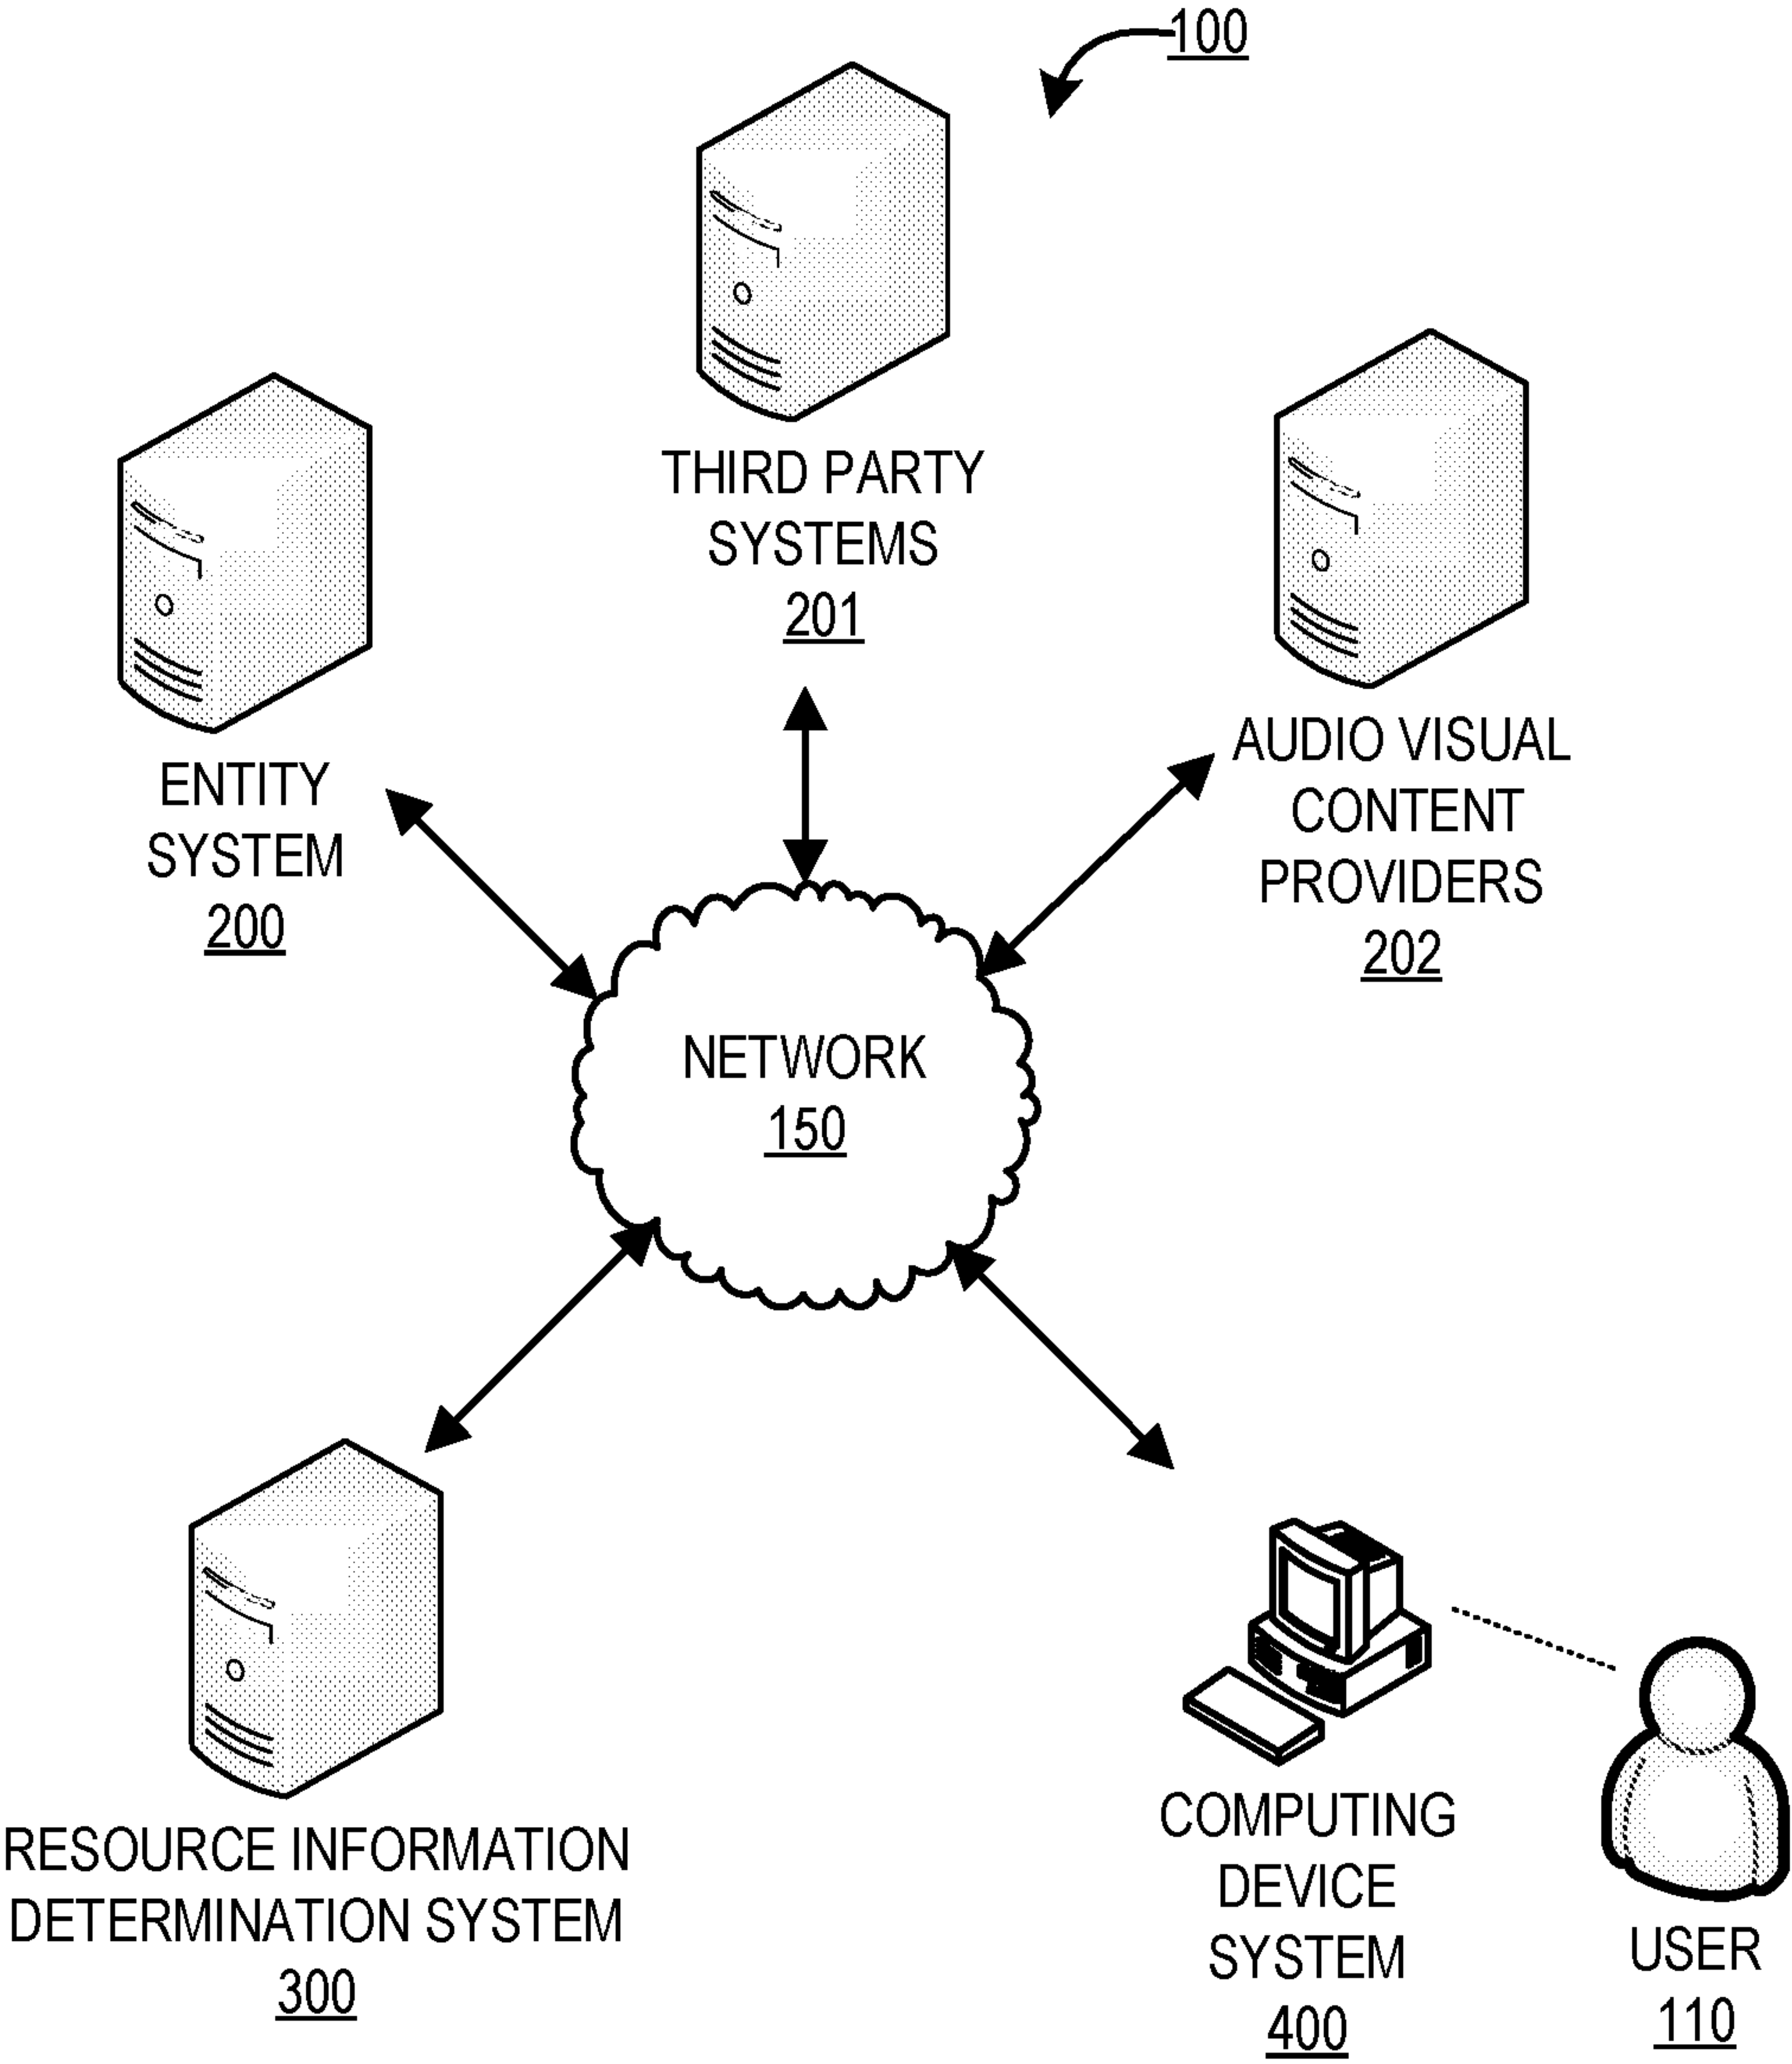 100
THIRD PARTY
SYSTEMS
201
ENTITY
SYSTEM
200
AUDIO VISUAL
CONTENT
PROVIDERS
202
NETWORK
150
RESOURCE INFORMATION
DETERMINATION SYSTEM
300
COMPUTING
DEVICE
SYSTEM
400
USER
110